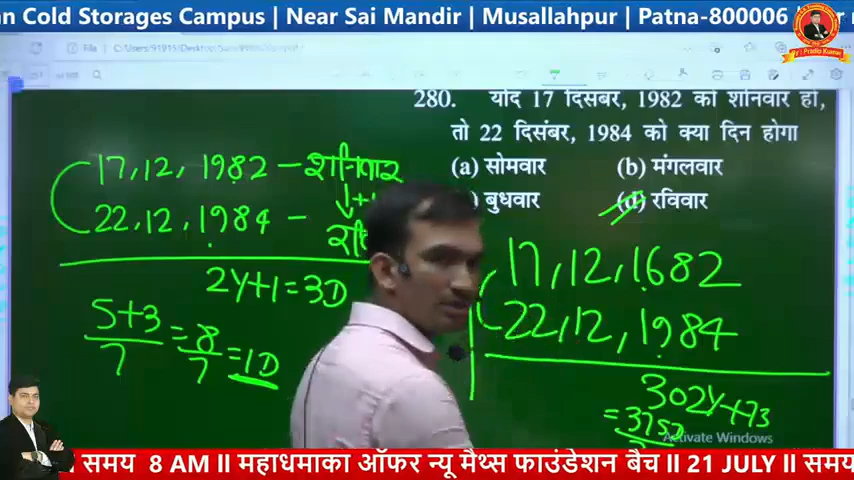 n Cold Storages Campus | Near Sai Mandir | Musallahpur | Patna-800006
File
280. यदि 17 दिसंबर, 1982 को शनिवार हो,
तो 22 दिसंबर, 1984 को क्या दिन होगा
(a) सोमवार (b) मंगलवार
बुधवार (d) रविवार
17,12, 1982 - शनिवार
22,12, 1984 -
2Y+1=3D
5+3/7 = 8/7 = 1D
17,12,1682
22,12,1984
302Y+73
=375D
Activate Windows
समय 8 AM II महाधमाका ऑफर न्यू मैथ्स फाउंडेशन बैच II 21 JULY II समय